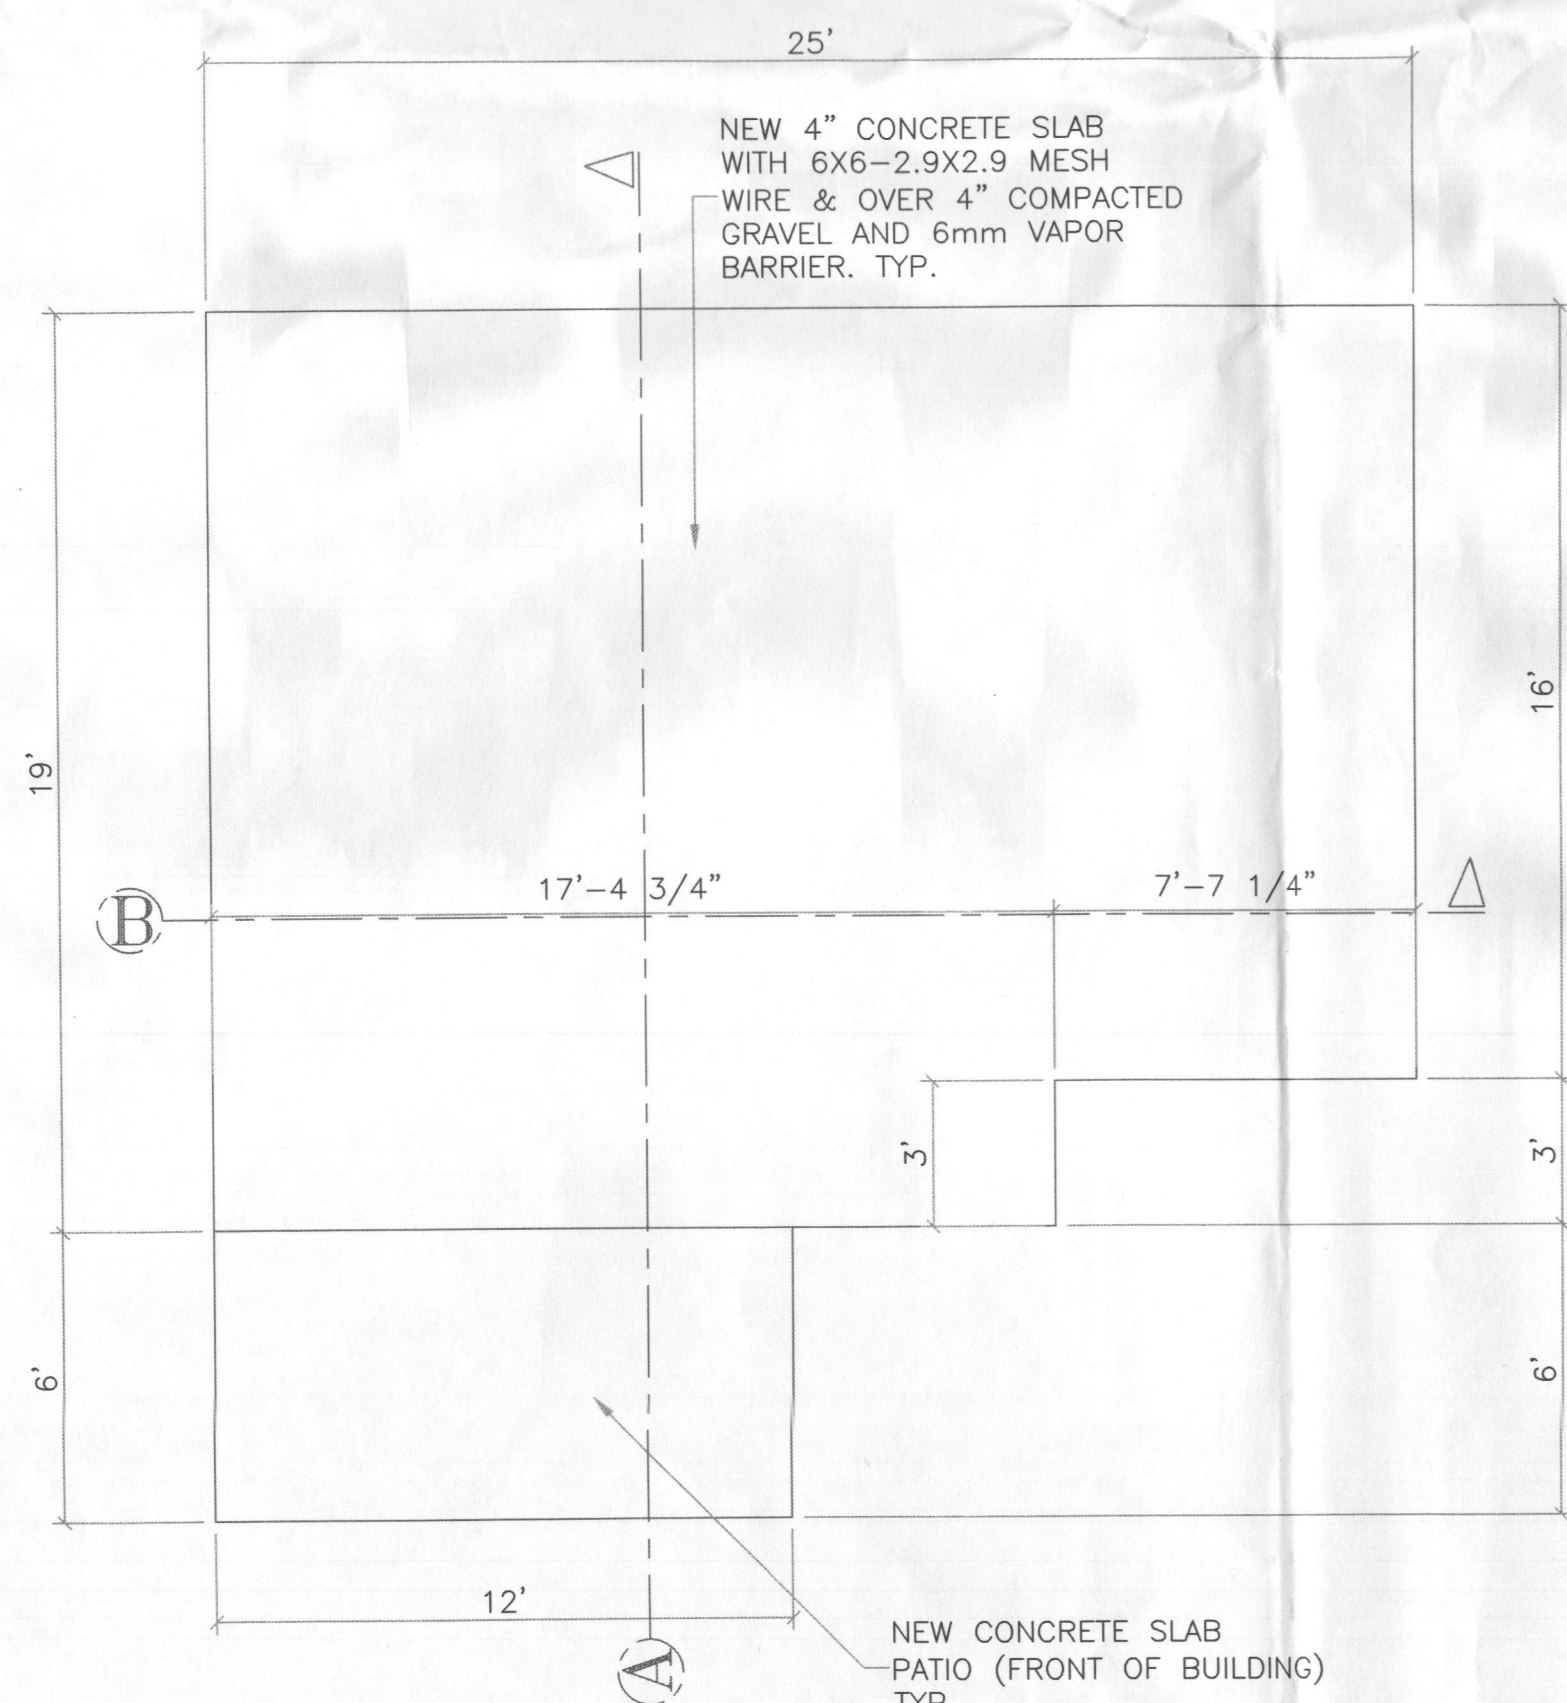 25'
NEW 4" CONCRETE SLAB
WITH 6X6-2.9X2.9 MESH
WIRE & OVER 4" COMPACTED
GRAVEL AND 6mm VAPOR
BARRIER. TYP.
19'
16'
B
17'-4 3/4"
7'-7 1/4"
3'
3'
6'
6'
12'
A
NEW CONCRETE SLAB
PATIO (FRONT OF BUILDING)
TYP